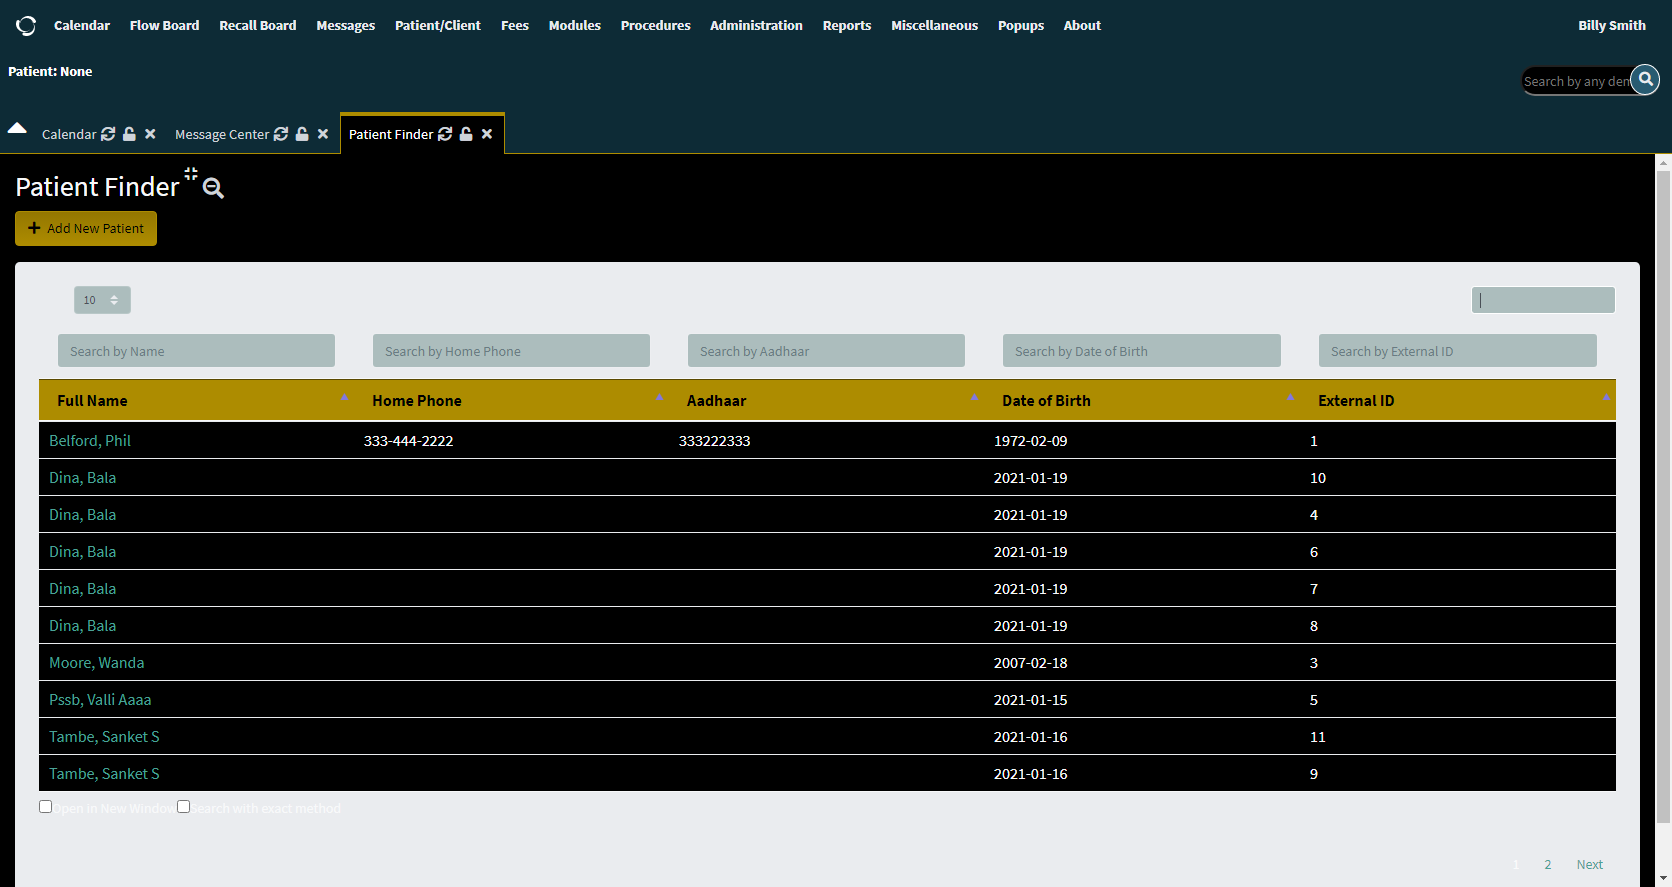 Calendar Flow Board Recall Board Messages Patient/Client Fees Modules Procedures Administration Reports Miscellaneous Popups About Billy Smith
Patient: None
Search by any den
Calendar Message Center Patient Finder
Patient Finder
Add New Patient
10
Search by Name Search by Home Phone Search by Aadhaar Search by Date of Birth Search by External ID
Full Name Home Phone Aadhaar Date of Birth External ID
Belford, Phil 333-444-2222 333222333 1972-02-09 1
Dina, Bala 2021-01-19 10
Dina, Bala 2021-01-19 4
Dina, Bala 2021-01-19 6
Dina, Bala 2021-01-19 7
Dina, Bala 2021-01-19 8
Moore, Wanda 2007-02-18 3
Pssb, Valli Aaaa 2021-01-15 5
Tambe, Sanket S 2021-01-16 11
Tambe, Sanket S 2021-01-16 9
Open in New Window Search with exact method
1 2 Next